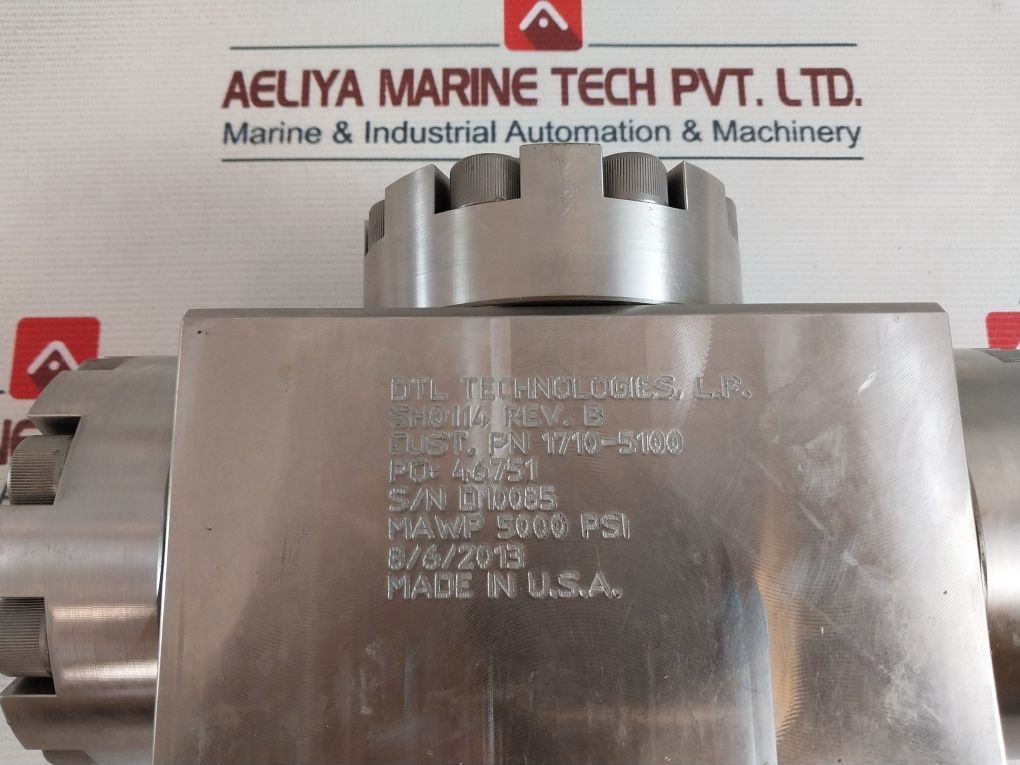 AELIYA MARINE TECH PVT. LTD.
Marine & Industrial Automation & Machinery
DTL TECHNOLOGIES, L.P.
SH0114 REV. B
CUST. PN 1710-5100
PO: 46751
S/N D10085
MAWP 5000 PSI
8/6/2013
MADE IN U.S.A.